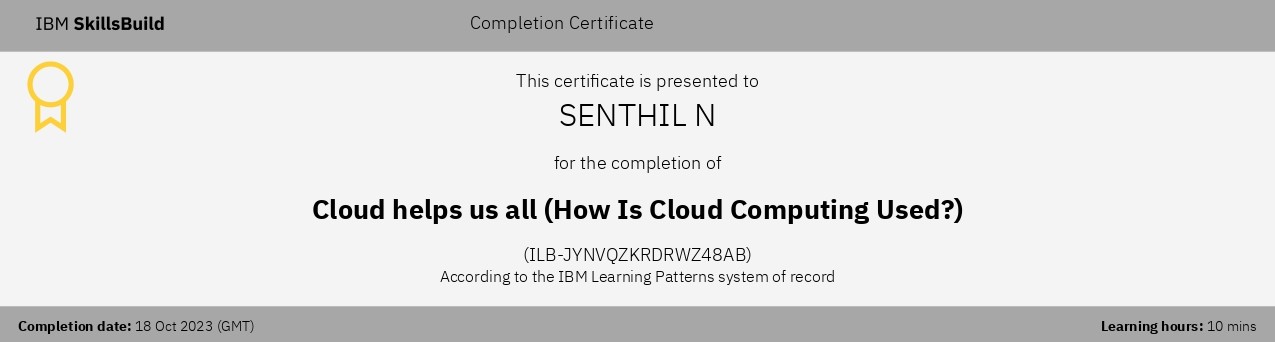 IBM SkillsBuild
Completion Certificate
This certificate is presented to
SENTHIL N
for the completion of
Cloud helps us all (How Is Cloud Computing Used?)
(ILB-JYNVQZKRDRWZ48AB)
According to the IBM Learning Patterns system of record
Completion date: 18 Oct 2023 (GMT)
Learning hours: 10 mins